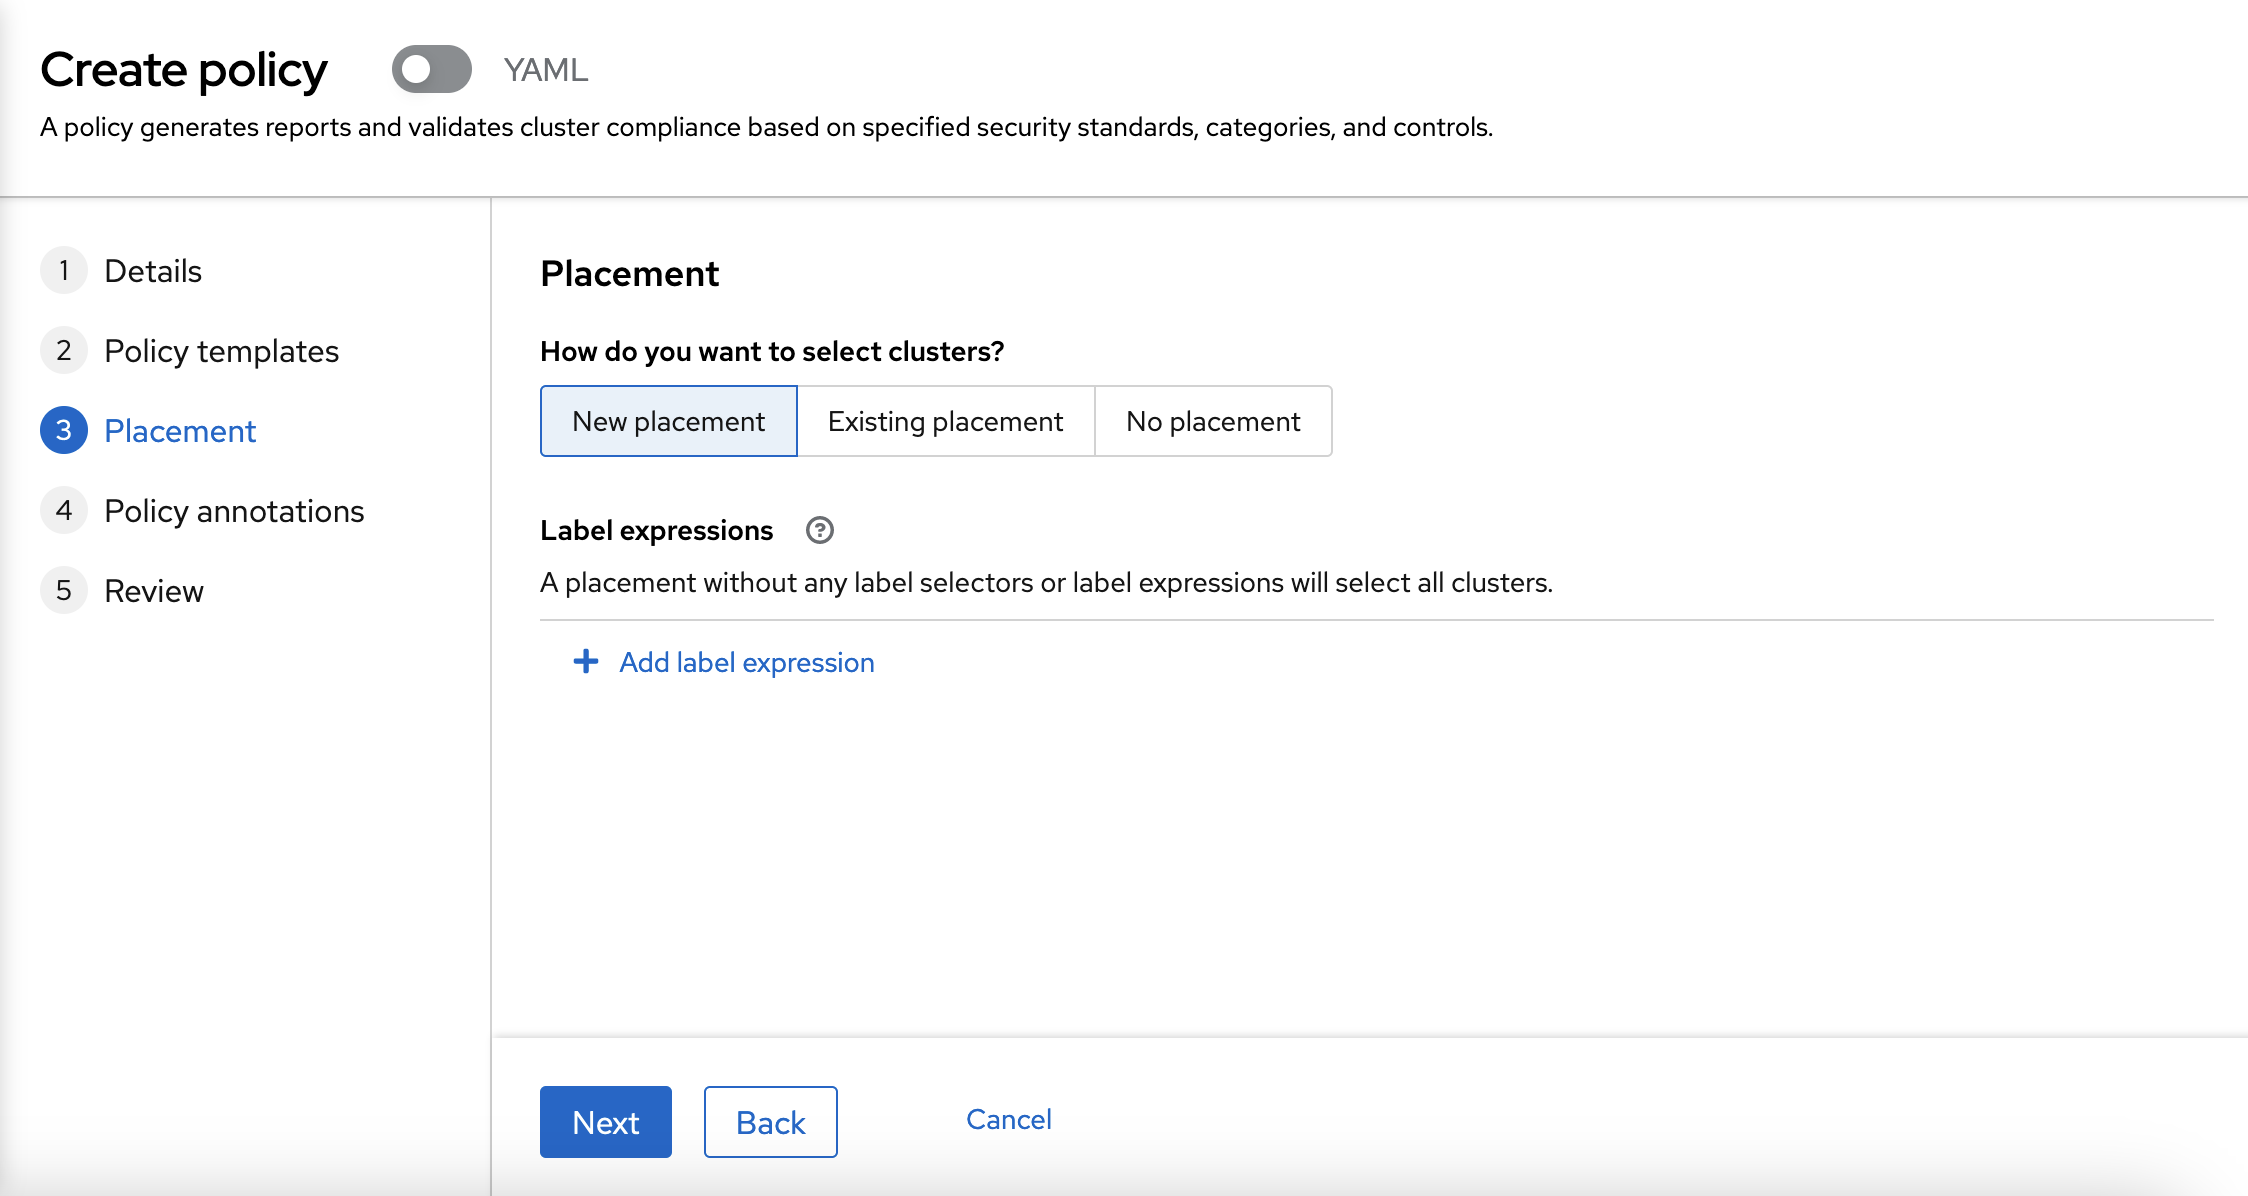 Create policy YAML
A policy generates reports and validates cluster compliance based on specified security standards, categories, and controls.
1 Details
2 Policy templates
3 Placement
4 Policy annotations
5 Review
Placement
How do you want to select clusters?
New placement Existing placement No placement
Label expressions ?
A placement without any label selectors or label expressions will select all clusters.
+ Add label expression
Next Back Cancel